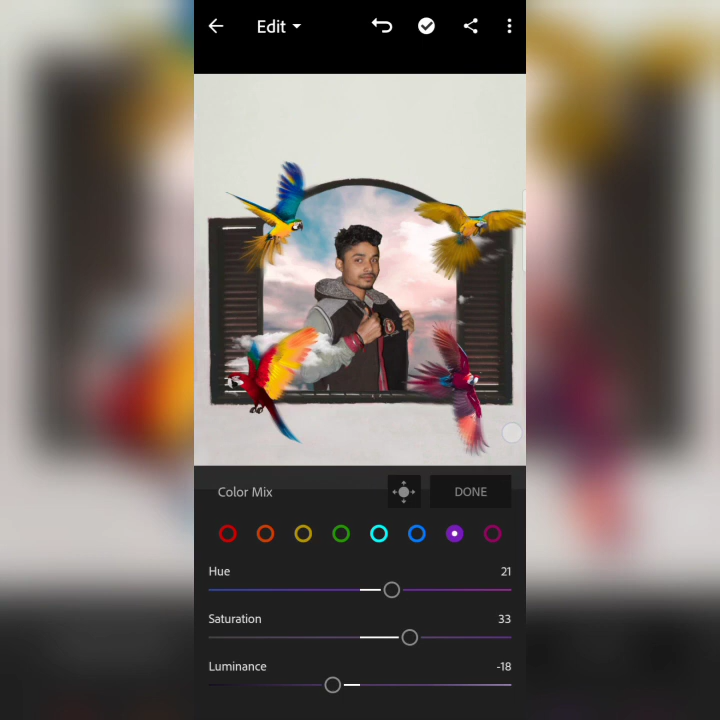 Edit
Color Mix
DONE
Hue
21
Saturation
33
Luminance
-18